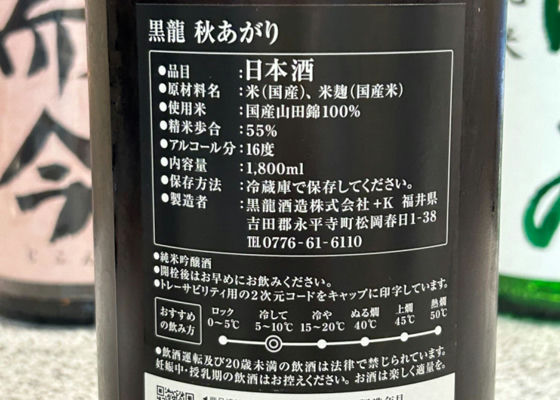 黒龍 秋あがり
●品目 :日本酒
●原材料名 :米(国産)、米麹(国産米)
●使用米 :国産山田錦100%
●精米歩合 :55%
●アルコール分:16度
●内容量 :1,800ml
●保存方法 :冷蔵庫で保存してください。
●製造者 :黒龍酒造株式会社 +K 福井県
吉田郡永平寺町松岡春日1-38
TEL0776-61-6110
●純米吟醸酒
●開栓後はお早めにお飲みください。
●トレーサビリティ用の2次元コードをキャップに印字しています。
おすすめの飲み方
ロック 0~5℃
冷して 5~10℃
冷や 15~20℃
ぬる燗 40℃
上燗 45℃
熱燗 50℃
●飲酒運転及び20歳未満の飲酒は法律で禁じられています。
妊娠中・授乳期の飲酒はお控えください。お酒は楽しく適量を。
而今